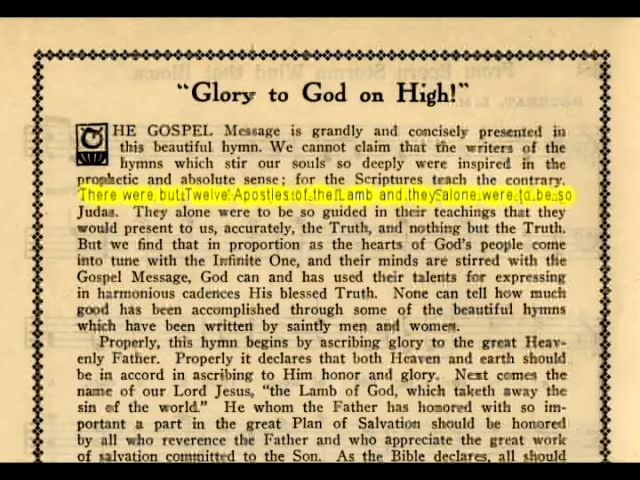 "Glory to God on High!"
THE GOSPEL Message is grandly and concisely presented in
this beautiful hymn. We cannot claim that the writers of the
hymns which stir our souls so deeply were inspired in the
prophetic and absolute sense; for the Scriptures teach the contrary.
There were but Twelve Apostles of the Lamb and they alone were to be so
Judas. They alone were to be so guided in their teachings that they
would present to us, accurately, the Truth, and nothing but the Truth.
But we find that in proportion as the hearts of God's people come
into tune with the Infinite One, and their minds are stirred with the
Gospel Message, God can and has used their talents for expressing
in harmonious cadences His blessed Truth. None can tell how much
good has been accomplished through some of the beautiful hymns
which have been written by saintly men and women.
Properly, this hymn begins by ascribing glory to the great Heav-
enly Father. Properly it declares that both Heaven and earth should
be in accord in ascribing to Him honor and glory. Next comes the
name of our Lord Jesus, "the Lamb of God, which taketh away the
sin of the world." He whom the Father has honored with so im-
portant a part in the great Plan of Salvation should be honored
by all who reverence the Father and who appreciate the great work
of salvation committed to the Son. As the Bible declares, all should